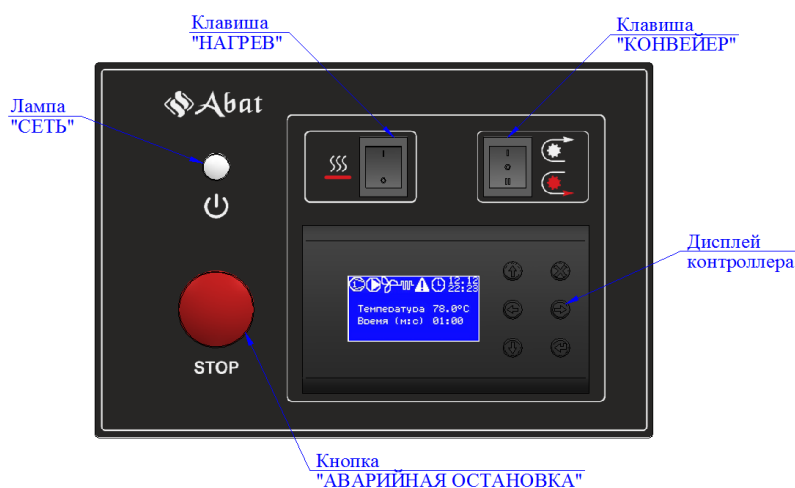 Клавиша
"НАГРЕВ"
Клавиша
"КОНВЕЙЕР"
Лампа
"СЕТЬ"
Abat
I
O
I
O
II
Дисплей
контроллера
12:12
22:23
Температура 78.0°C
Время (м:с) 01:00
STOP
Кнопка
"АВАРИЙНАЯ ОСТАНОВКА"